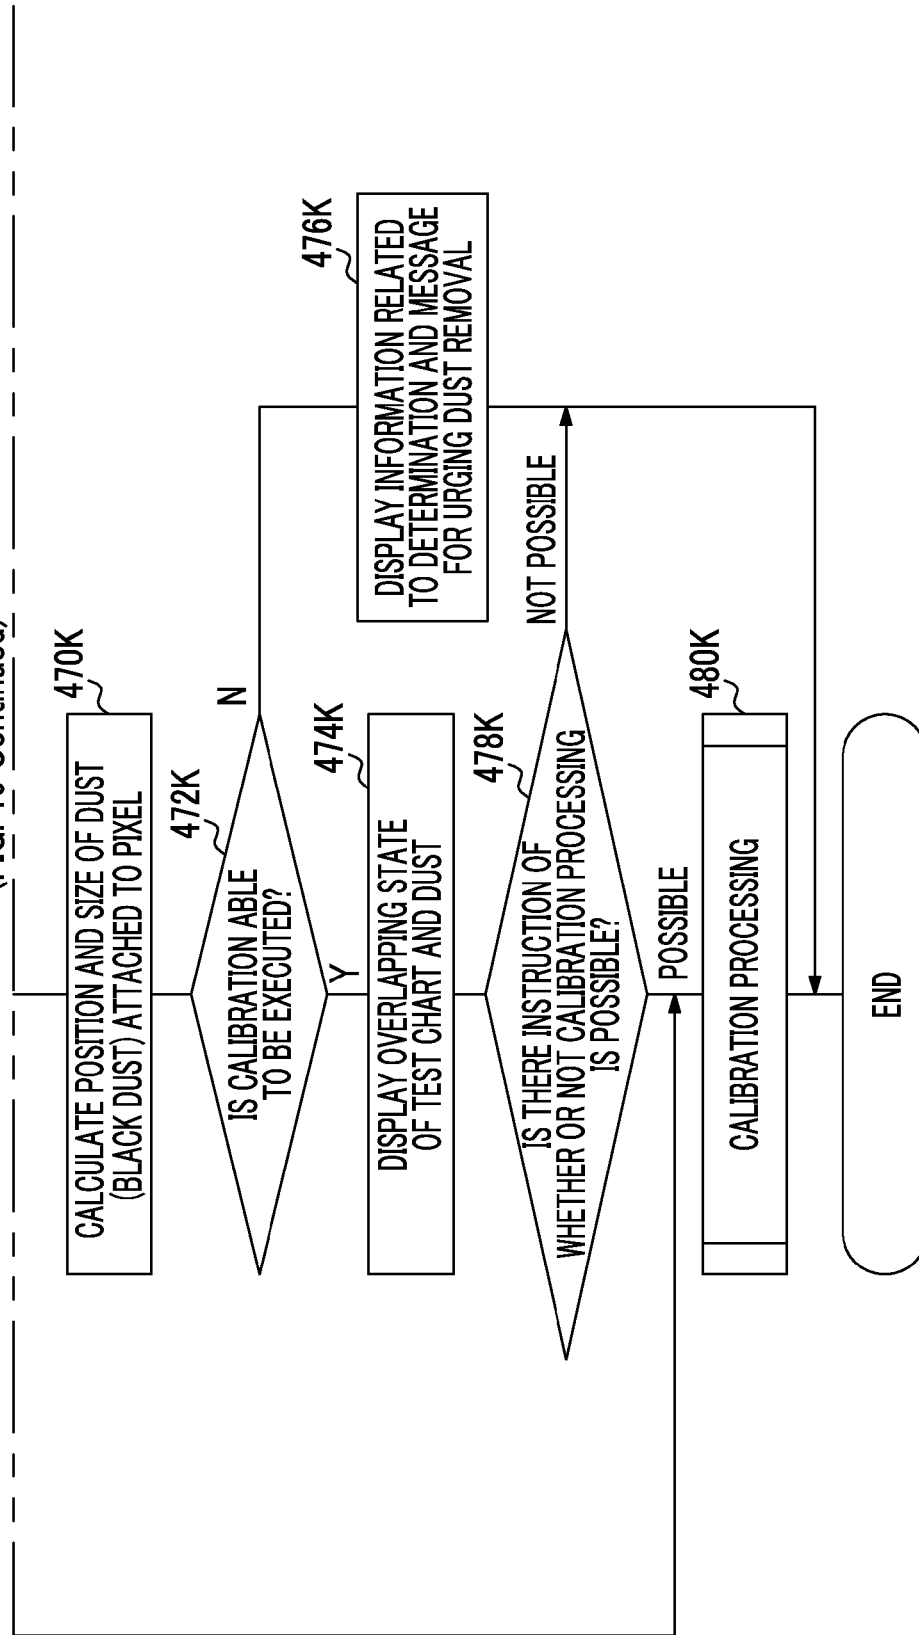 470K
CALCULATE POSITION AND SIZE OF DUST
(BLACK DUST) ATTACHED TO PIXEL
472K
IS CALIBRATION ABLE
TO BE EXECUTED?
N
Y
474K
DISPLAY OVERLAPPING STATE
OF TEST CHART AND DUST
476K
DISPLAY INFORMATION RELATED
TO DETERMINATION AND MESSAGE
FOR URGING DUST REMOVAL
478K
IS THERE INSTRUCTION OF
WHETHER OR NOT CALIBRATION PROCESSING
IS POSSIBLE?
NOT POSSIBLE
POSSIBLE
480K
CALIBRATION PROCESSING
END